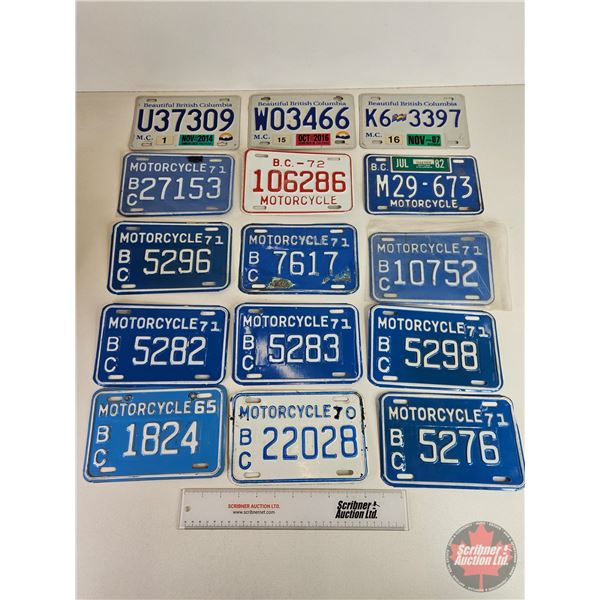 Beautiful British Columbia
U37309
M.C. 1 NOV-2014
Beautiful British Columbia
W03466
M.C. 15 OCT-2016
Beautiful British Columbia
K6 3397
M.C. 16 NOV-07
MOTORCYCLE 71
BC 27153
B.C.-72
106286
MOTORCYCLE
B.C. JUL 82
M29-673
MOTORCYCLE
MOTORCYCLE 71
BC 5296
MOTORCYCLE 71
BC 7617
MOTORCYCLE 71
BC 10752
MOTORCYCLE 71
BC 5282
MOTORCYCLE 71
BC 5283
MOTORCYCLE 71
BC 5298
MOTORCYCLE 65
BC 1824
MOTORCYCLE 70
BC 22028
MOTORCYCLE 71
BC 5276
SCRIBNER AUCTION LTD.
www.scribnernet.com
Scribner
Auction Ltd.
Scribner
Auction Ltd.